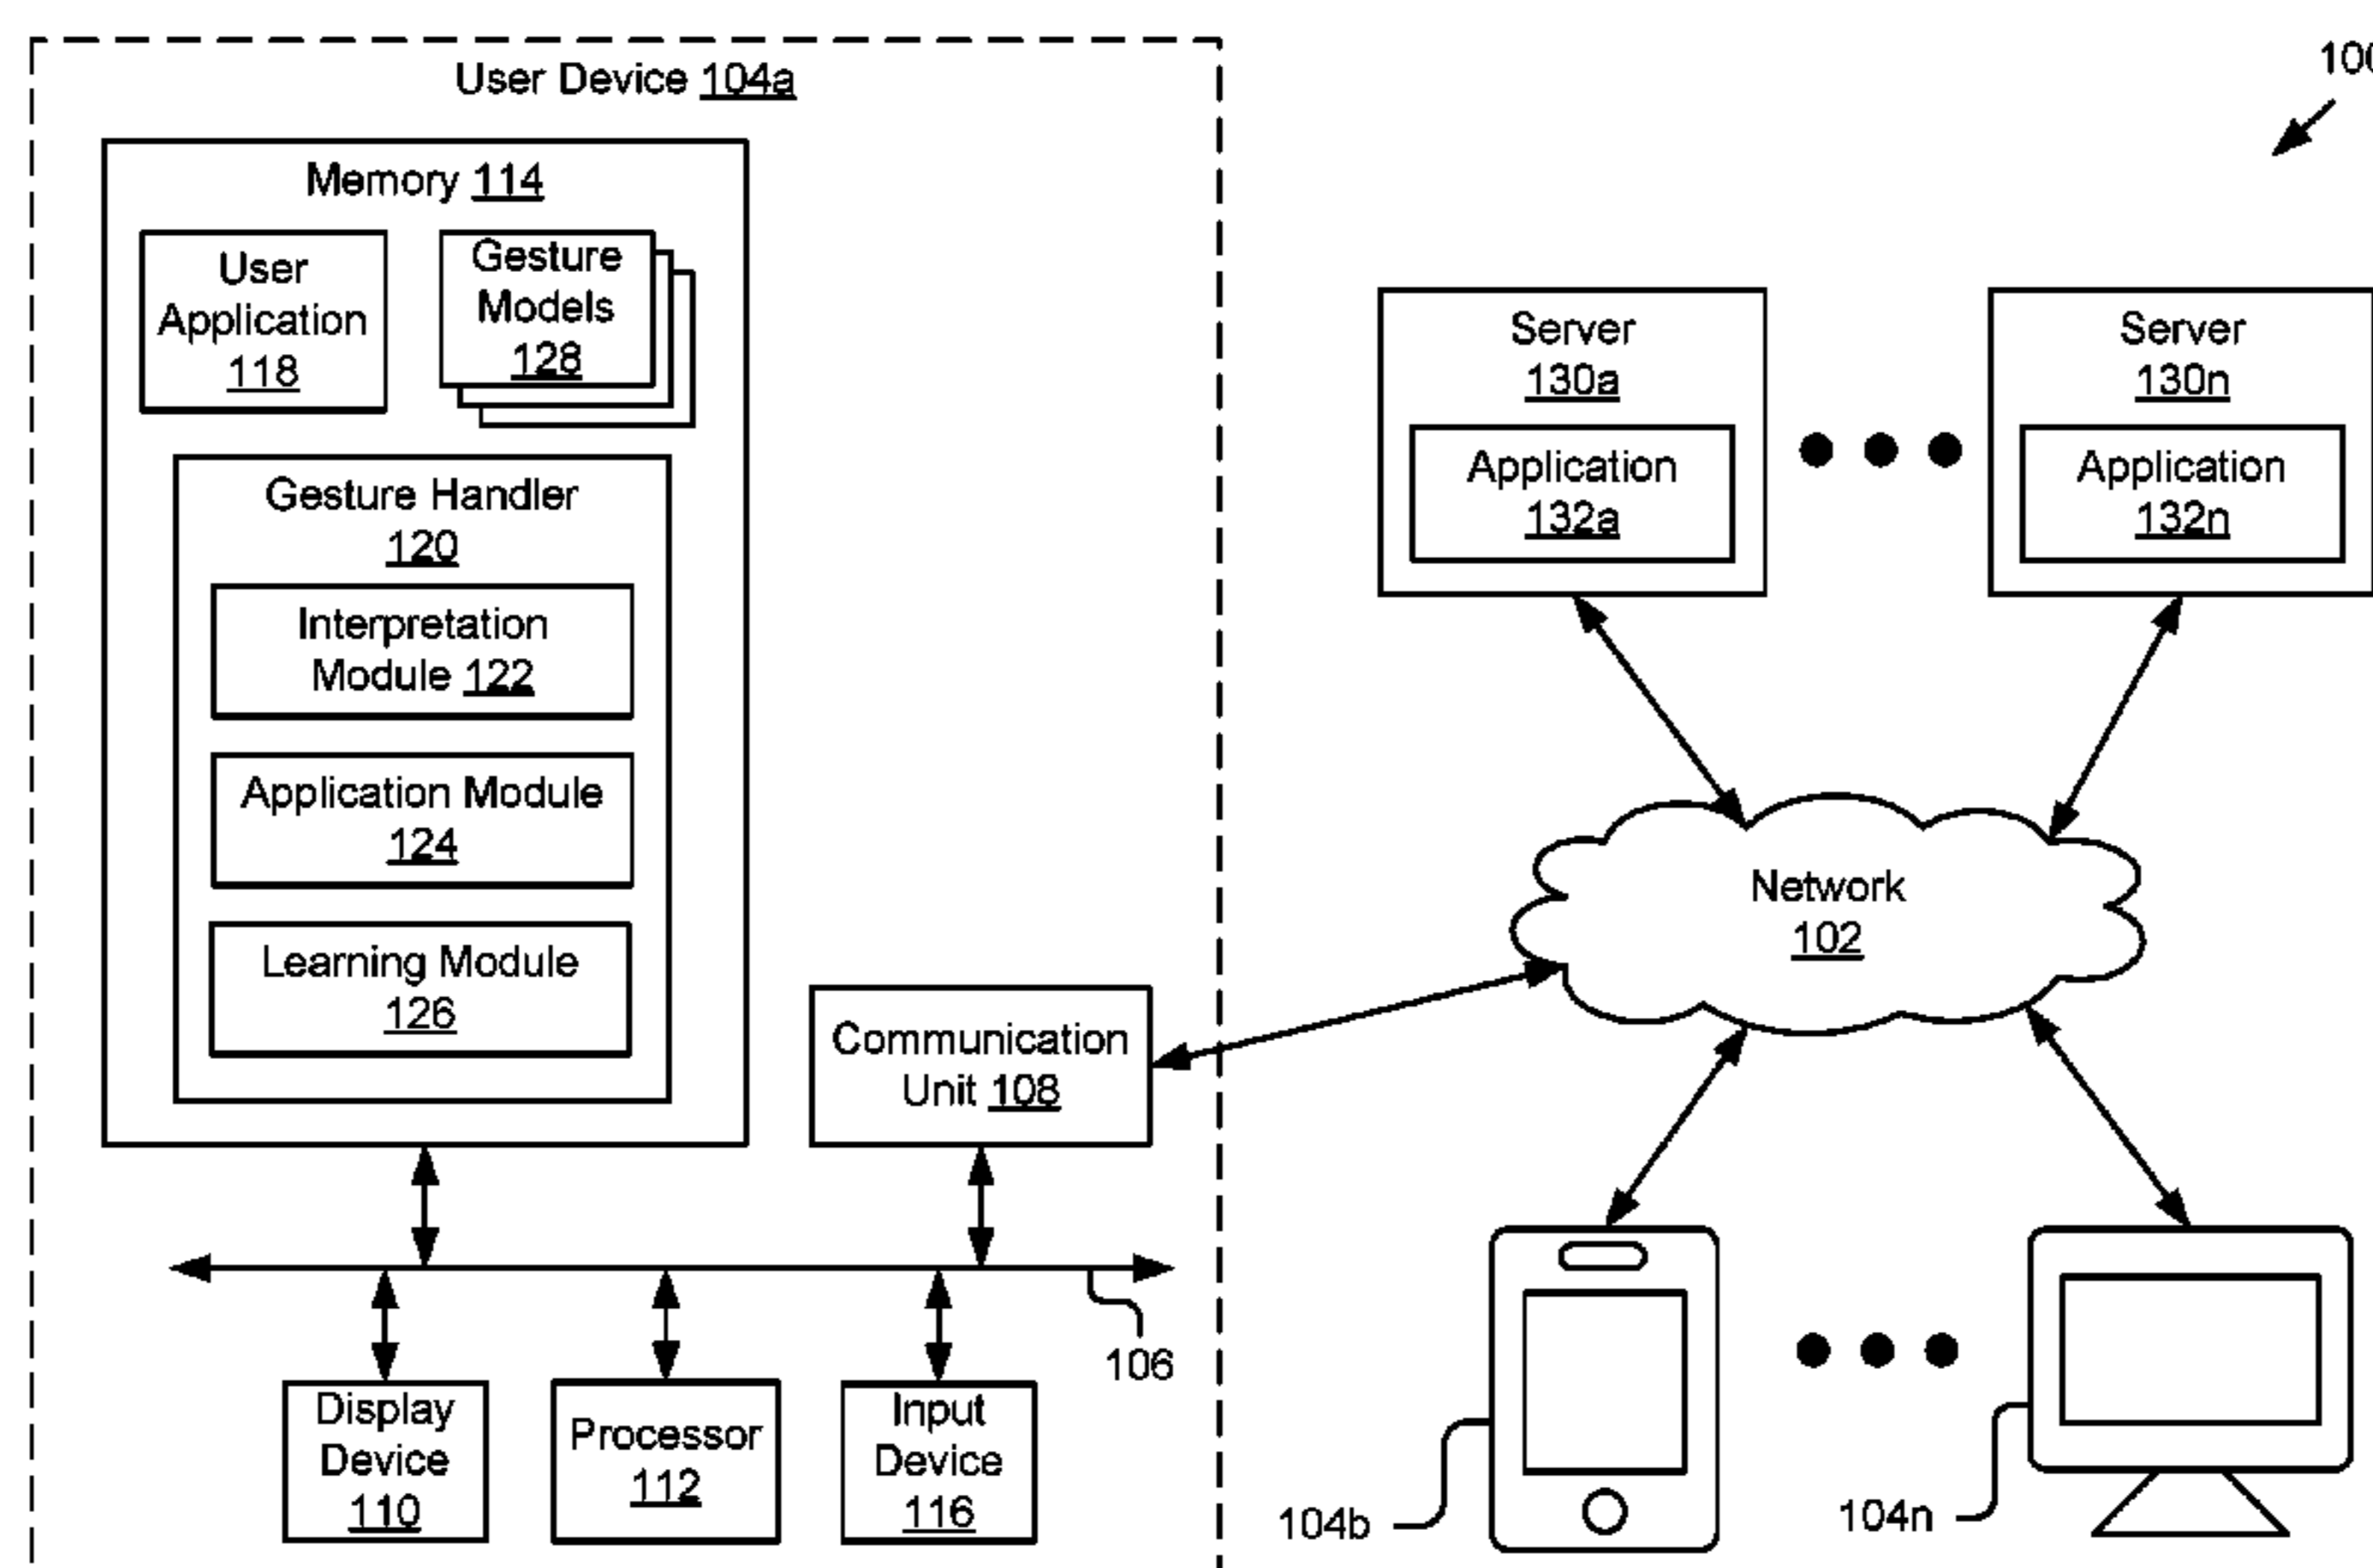 User Device 104a
Memory 114
User
Application
118
Gesture
Models
128
Gesture Handler
120
Interpretation
Module 122
Application Module
124
Learning Module
126
Communication
Unit 108
106
Display
Device
110
Processor
112
Input
Device
116
100
Server
130a
Application
132a
Server
130n
Application
132n
Network
102
104b
104n